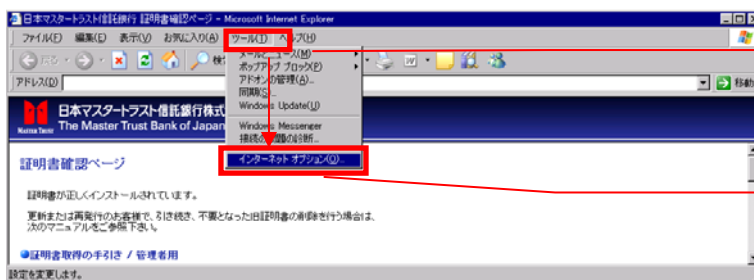 日本マスタートラスト信託銀行 証明書確認ページ - Microsoft Internet Explorer
ファイル(F) 編集(E) 表示(V) お気に入り(A) ツール(T) ヘルプ(H)
メールとニュース(M)
ポップアップ ブロック(P)
アドオンの管理(A)...
同期(S)...
Windows Update(U)
Windows Messenger
接続の問題の診断...
インターネット オプション(O)...
アドレス(D)
移動
日本マスタートラスト信託銀行株式
The Master Trust Bank of Japan
Master Trust
証明書確認ページ
証明書が正しくインストールされています。
更新または再発行のお客様で、引き続き、不要となった旧証明書の削除を行う場合は、
次のマニュアルをご参照下さい。
証明書取得の手引き / 管理者用
設定を変更します。